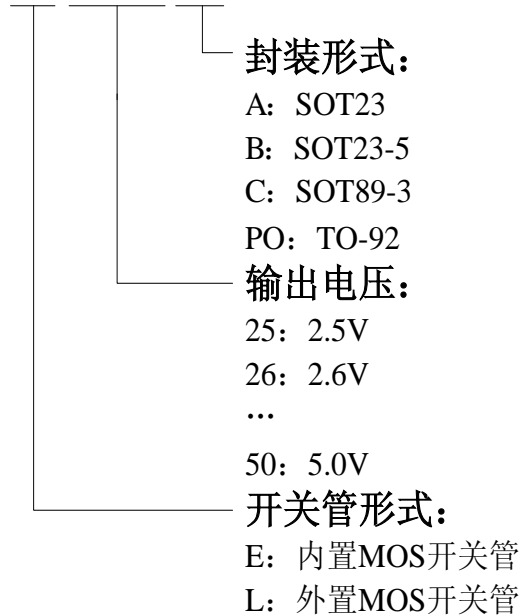 封装形式：
A：SOT23
B：SOT23-5
C：SOT89-3
PO：TO-92
输出电压：
25：2.5V
26：2.6V
…
50：5.0V
开关管形式：
E：内置MOS开关管
L：外置MOS开关管